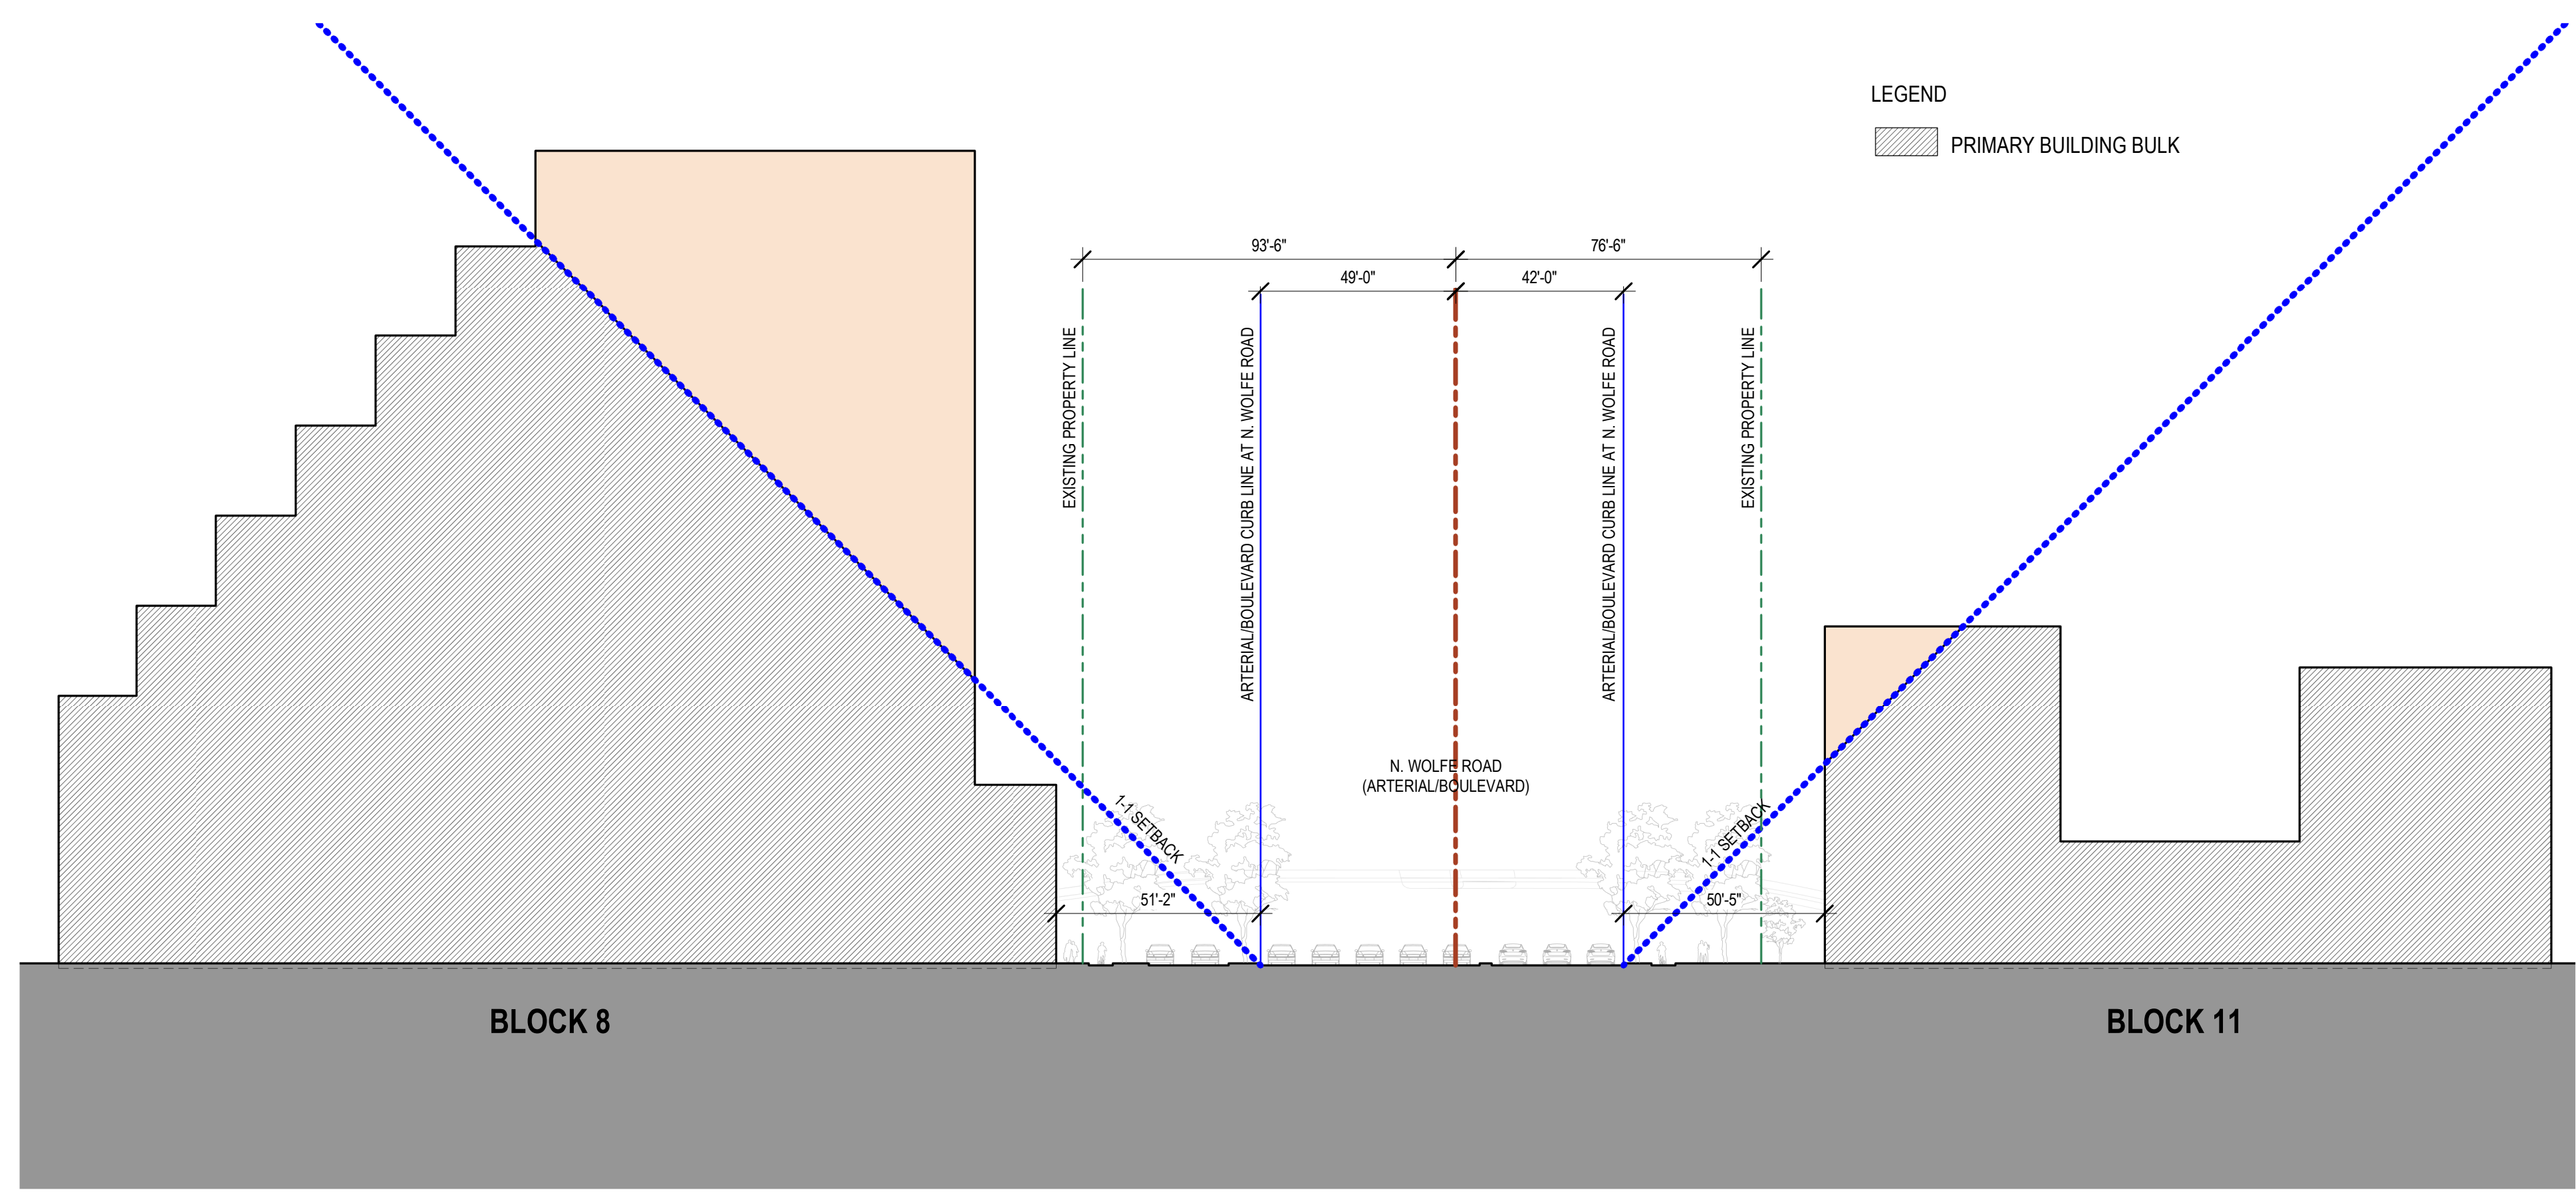 LEGEND
PRIMARY BUILDING BULK
93'-6"
76'-6"
49'-0"
42'-0"
EXISTING PROPERTY LINE
ARTERIAL/BOULEVARD CURB LINE AT N. WOLFE ROAD
ARTERIAL/BOULEVARD CURB LINE AT N. WOLFE ROAD
EXISTING PROPERTY LINE
N. WOLFE ROAD
(ARTERIAL/BOULEVARD)
1-1 SETBACK
1-1 SETBACK
51'-2"
50'-5"
BLOCK 8
BLOCK 11